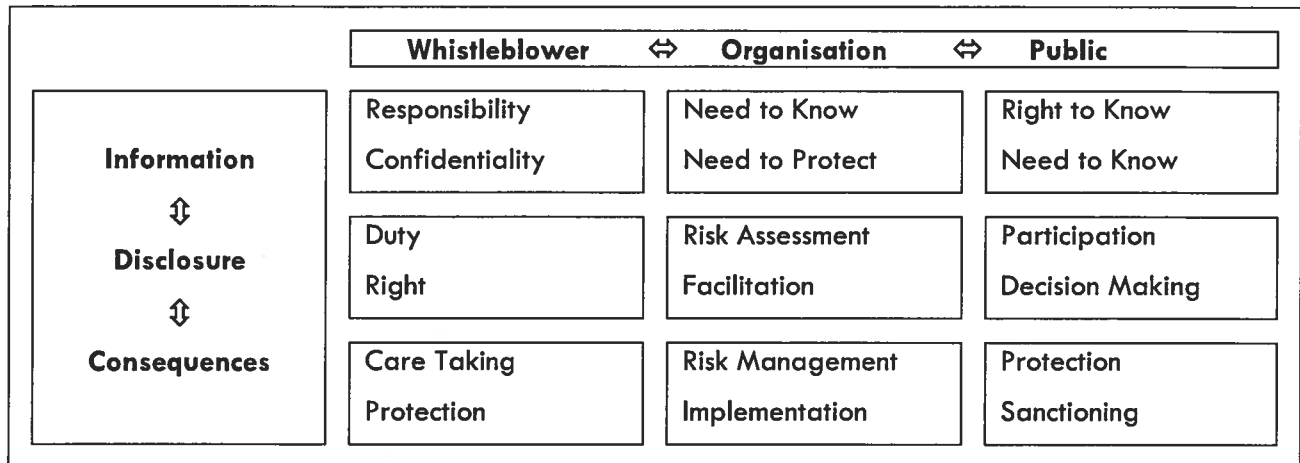 Whistleblower ⇔ Organisation ⇔ Public
Information
⇕
Disclosure
⇕
Consequences
Responsibility
Confidentiality
Need to Know
Need to Protect
Right to Know
Need to Know
Duty
Right
Risk Assessment
Facilitation
Participation
Decision Making
Care Taking
Protection
Risk Management
Implementation
Protection
Sanctioning